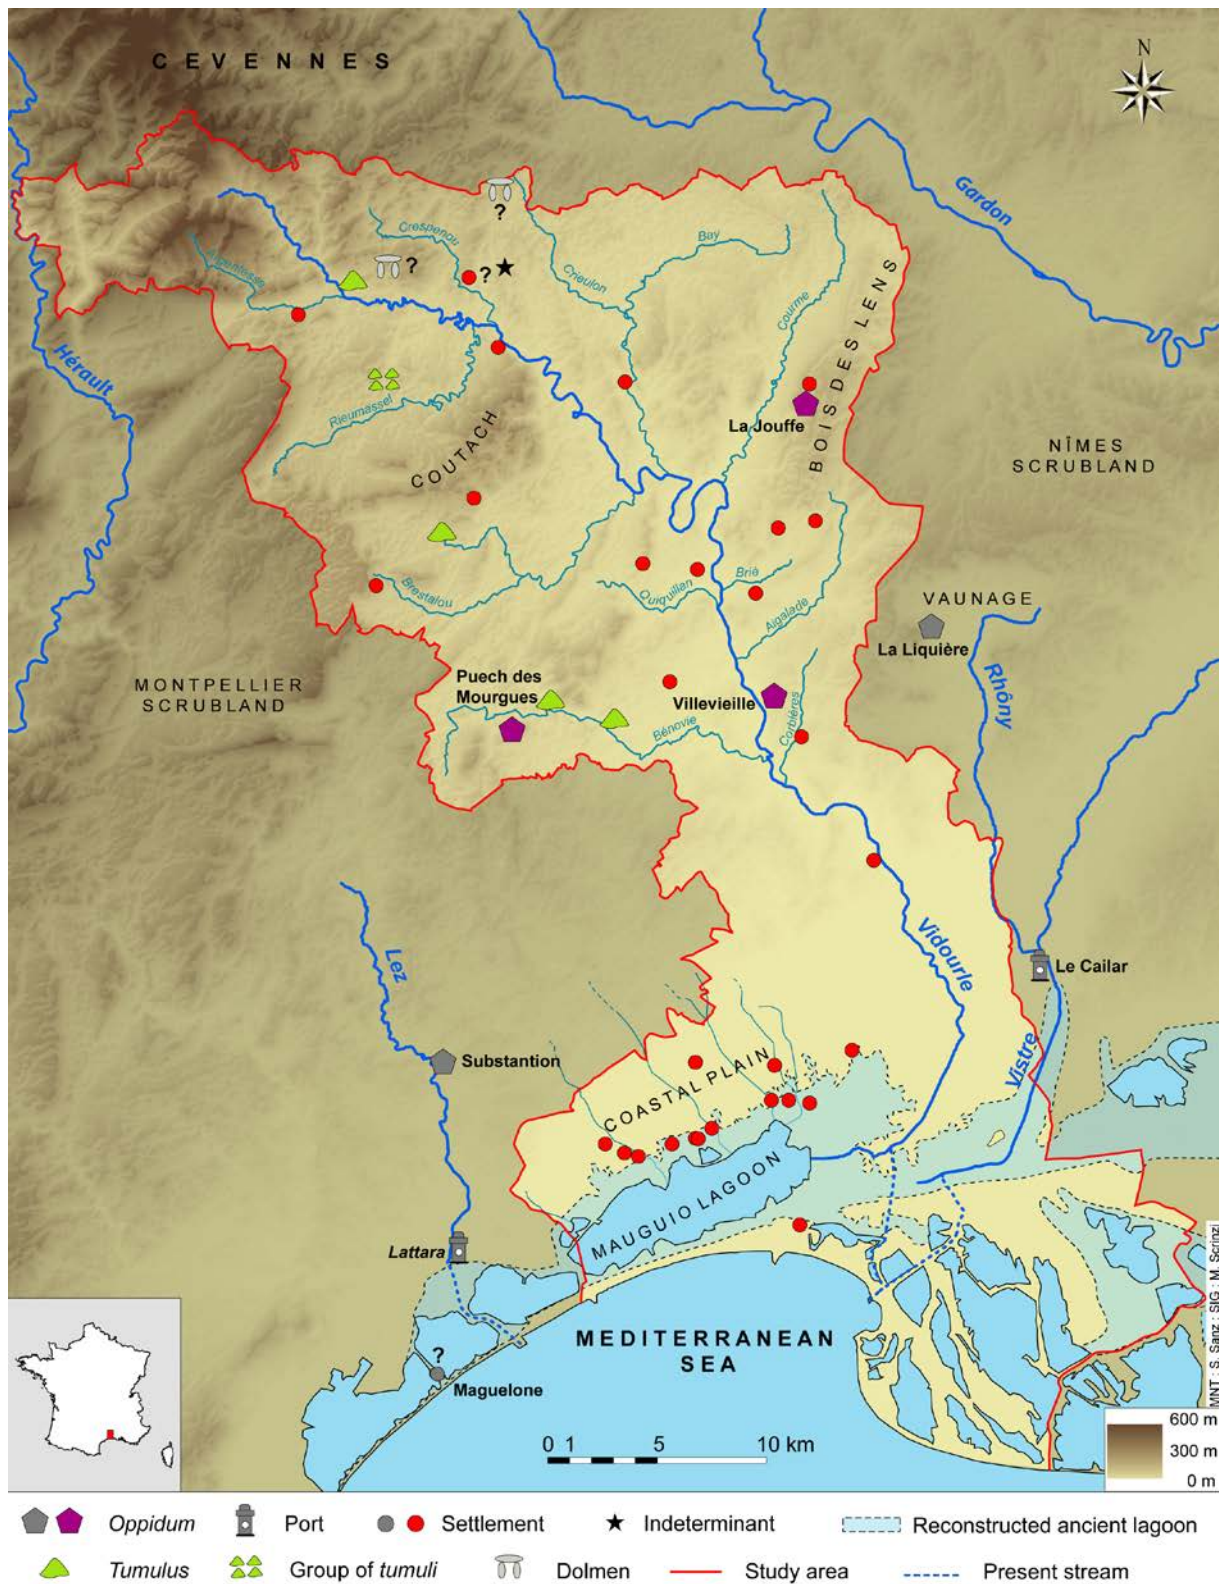 CEVENNES
N
Gardon
?
Crespenou
Bay
Argentesse
?
?
Crieulon
Courme
BOIS DES LENS
Hérault
Rieumassel
La Jouffe
COUTACH
NÎMES
SCRUBLAND
Brestalou
Quiquillan
Brié
Aigalade
VAUNAGE
La Liquière
MONTPELLIER
SCRUBLAND
Puech des
Mourgues
Villevieille
Rhôny
Bénovie
Corbières
Lez
Vidourle
Le Cailar
Substantion
COASTAL PLAIN
Vistre
MAUGUIO LAGOON
Lattara
MEDITERRANEAN
SEA
?
Maguelone
0 1 5 10 km
MNT : S. Sanz ; SIG : M. Scrinzi
600 m
300 m
0 m
Oppidum Port Settlement Indeterminant Reconstructed ancient lagoon
Tumulus Group of tumuli Dolmen Study area Present stream